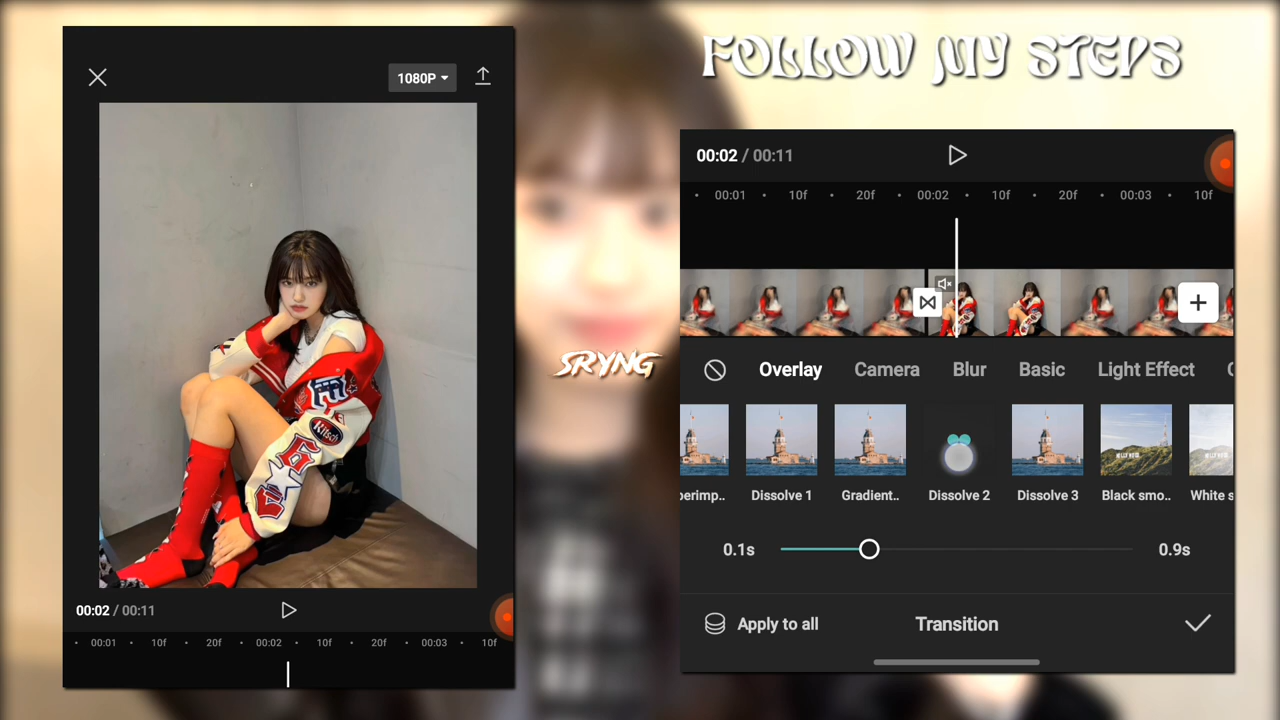 FOLLOW MY STEPS
1080P
Kitsch
00:02 / 00:11
00:01 10f 20f 00:02 10f 20f 00:03 10f
SRYNG
00:02 / 00:11
00:01 10f 20f 00:02 10f 20f 00:03 10f
Overlay Camera Blur Basic Light Effect
perimp.. Dissolve 1 Gradient.. Dissolve 2 Dissolve 3 Black smo.. White s
0.1s 0.9s
Apply to all Transition